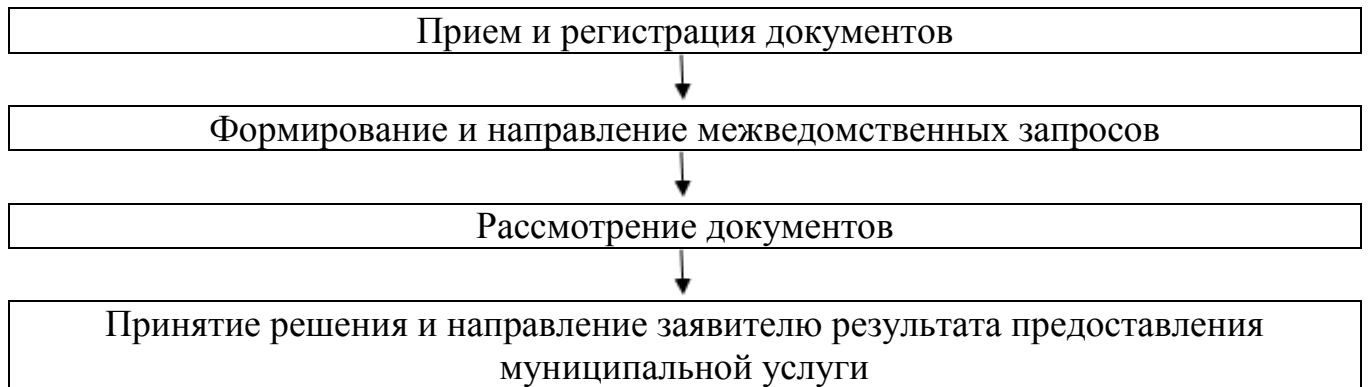 Прием и регистрация документов
Формирование и направление межведомственных запросов
Рассмотрение документов
Принятие решения и направление заявителю результата предоставления
муниципальной услуги